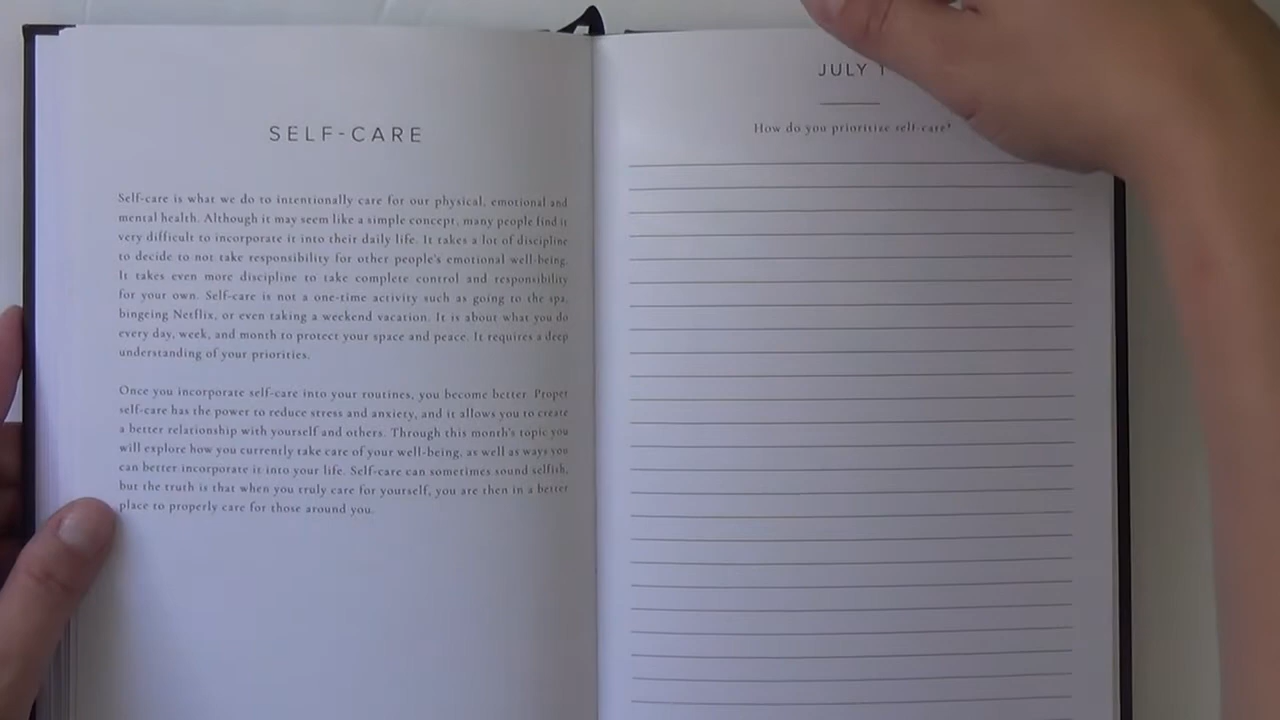 SELF-CARE
Self-care is what we do to intentionally care for our physical, emotional and
mental health. Although it may seem like a simple concept, many people find it
very difficult to incorporate it into their daily life. It takes a lot of discipline
to decide to not take responsibility for other people's emotional well-being.
It takes even more discipline to take complete control and responsibility
for your own. Self-care is not a one-time activity such as going to the spa,
bingeing Netflix, or even taking a weekend vacation. It is about what you do
every day, week, and month to protect your space and peace. It requires a deep
understanding of your priorities.
Once you incorporate self-care into your routines, you become better. Proper
self-care has the power to reduce stress and anxiety, and it allows you to create
a better relationship with yourself and others. Through this month's topic you
will explore how you currently take care of your well-being, as well as ways you
can better incorporate it into your life. Self-care can sometimes sound selfish,
but the truth is that when you truly care for yourself, you are then in a better
place to properly care for those around you.
JULY 1
How do you prioritize self-care?